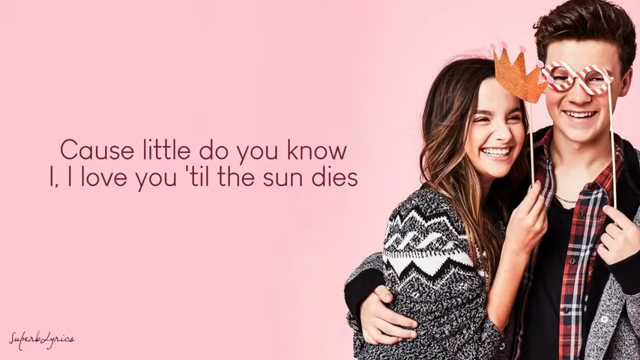 Cause little do you know
I, I love you 'til the sun dies
SuperbLyrics